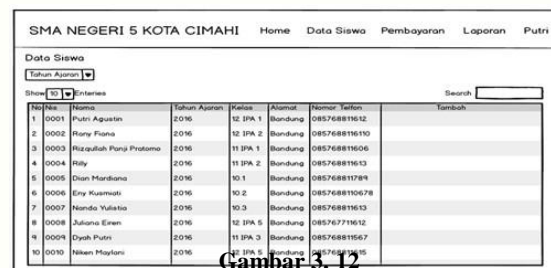 SMA NEGERI 5 KOTA CIMAHI Home Data Siswa Pembayaran Laporan Putri
Data Siswa
Tahun Ajaran
Show 10 Enteries Search
No Nis Nama Tahun Ajaran Kelas Alamat Nomor Telfon Tambah
1 0001 Putri Agustin 2016 12 IPA 1 Bandung 085768811612
2 0002 Rany Fiana 2016 12 IPA 2 Bandung 0857688116110
3 0003 Rizqullah Panji Pratomo 2016 11 IPA 1 Bandung 08576881606
4 0004 Rilly 2016 11 IPA 2 Bandung 085768811613
5 0005 Dian Mardiana 2016 10.1 Bandung 085768811789
6 0006 Eny Kusmiati 2016 10.2 Bandung 0857688110678
7 0007 Nanda Yulistia 2016 10.3 Bandung 085768811613
8 0008 Juliana Eiren 2016 12 IPA 5 Bandung 085767711612
9 0009 Dyah Putri 2016 11 IPA 3 Bandung 085768811567
10 0010 Niken Maylani 2016 12 IPA 5 Bandung
Gambar 3. 12